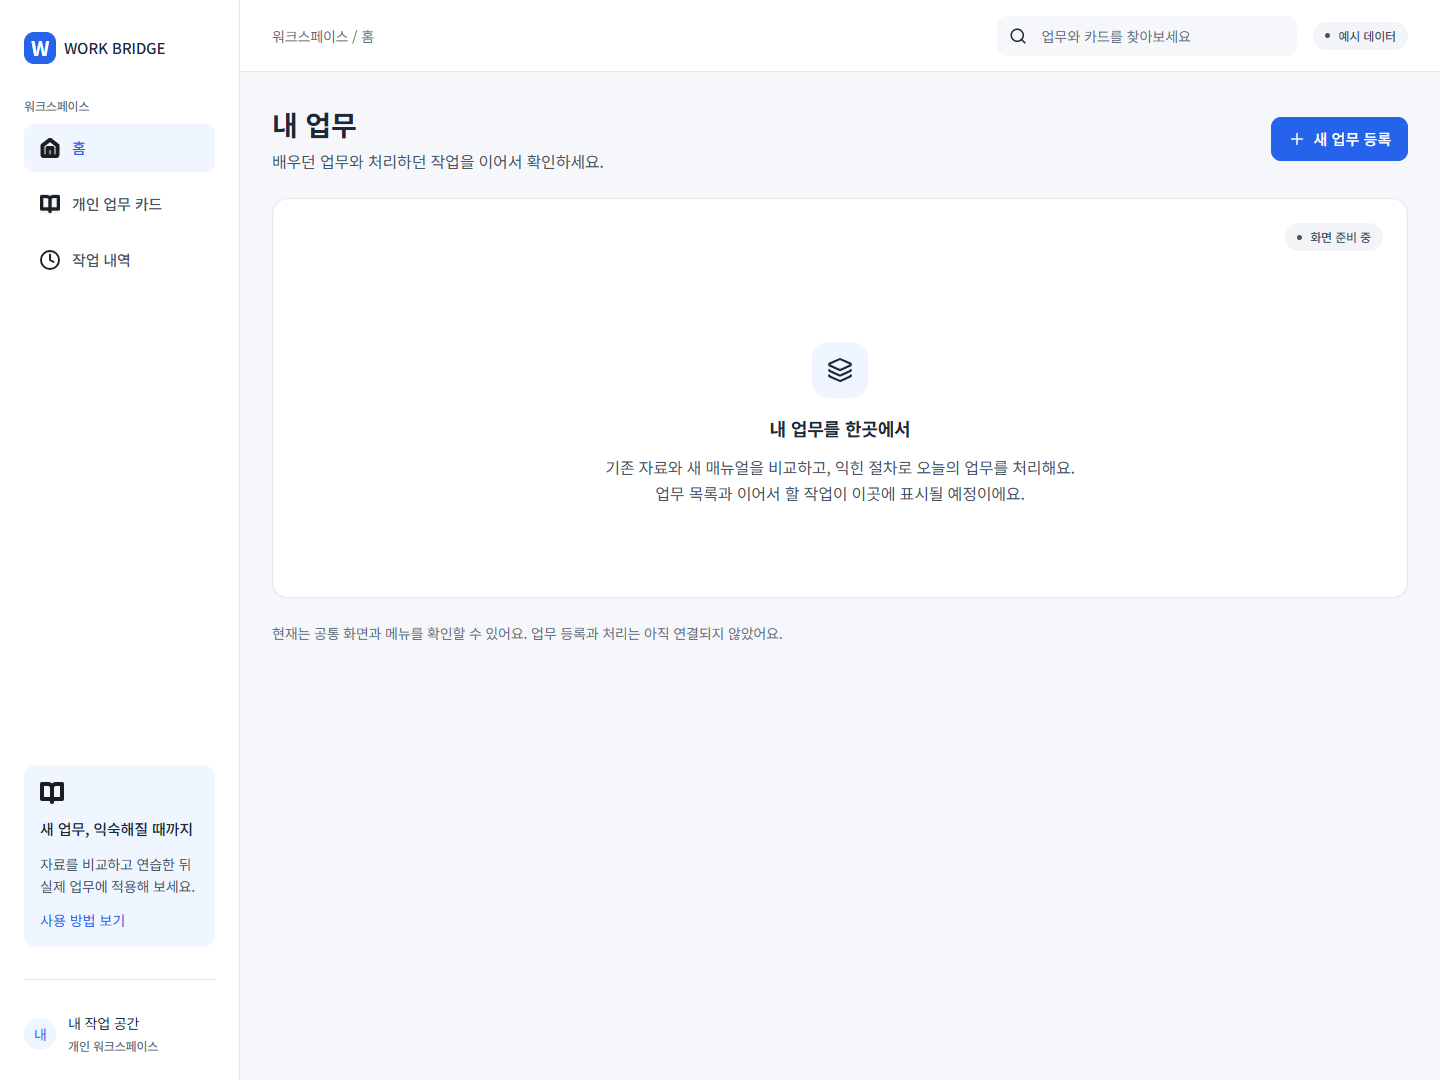 W WORK BRIDGE
워크스페이스
홈
개인 업무 카드
작업 내역
새 업무, 익숙해질 때까지
자료를 비교하고 연습한 뒤
실제 업무에 적용해 보세요.
사용 방법 보기
내
내 작업 공간
개인 워크스페이스
워크스페이스 / 홈
업무와 카드를 찾아보세요
예시 데이터
내 업무
배우던 업무와 처리하던 작업을 이어서 확인하세요.
새 업무 등록
화면 준비 중
내 업무를 한곳에서
기존 자료와 새 매뉴얼을 비교하고, 익힌 절차로 오늘의 업무를 처리해요.
업무 목록과 이어서 할 작업이 이곳에 표시될 예정이에요.
현재는 공통 화면과 메뉴를 확인할 수 있어요. 업무 등록과 처리는 아직 연결되지 않았어요.